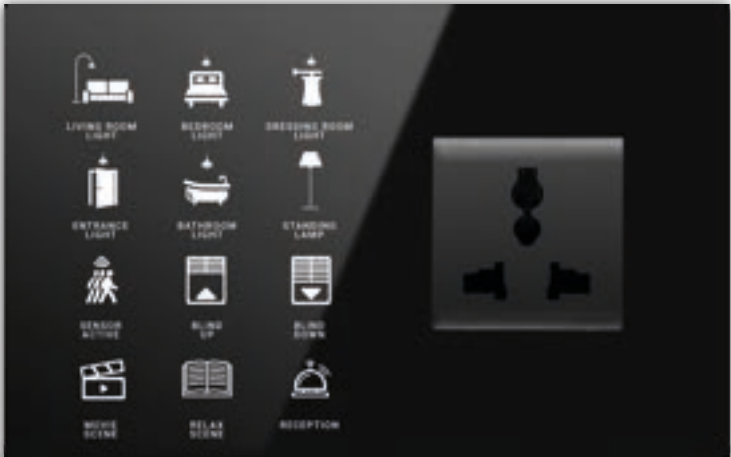 LIVING ROOM
LIGHT
BEDROOM
LIGHT
DRESSING ROOM
LIGHT
ENTRANCE
LIGHT
BATHROOM
LIGHT
STANDING
LAMP
SENSOR
ACTIVE
BLIND
UP
BLIND
DOWN
MOVIE
SCENE
RELAX
SCENE
RECEPTION